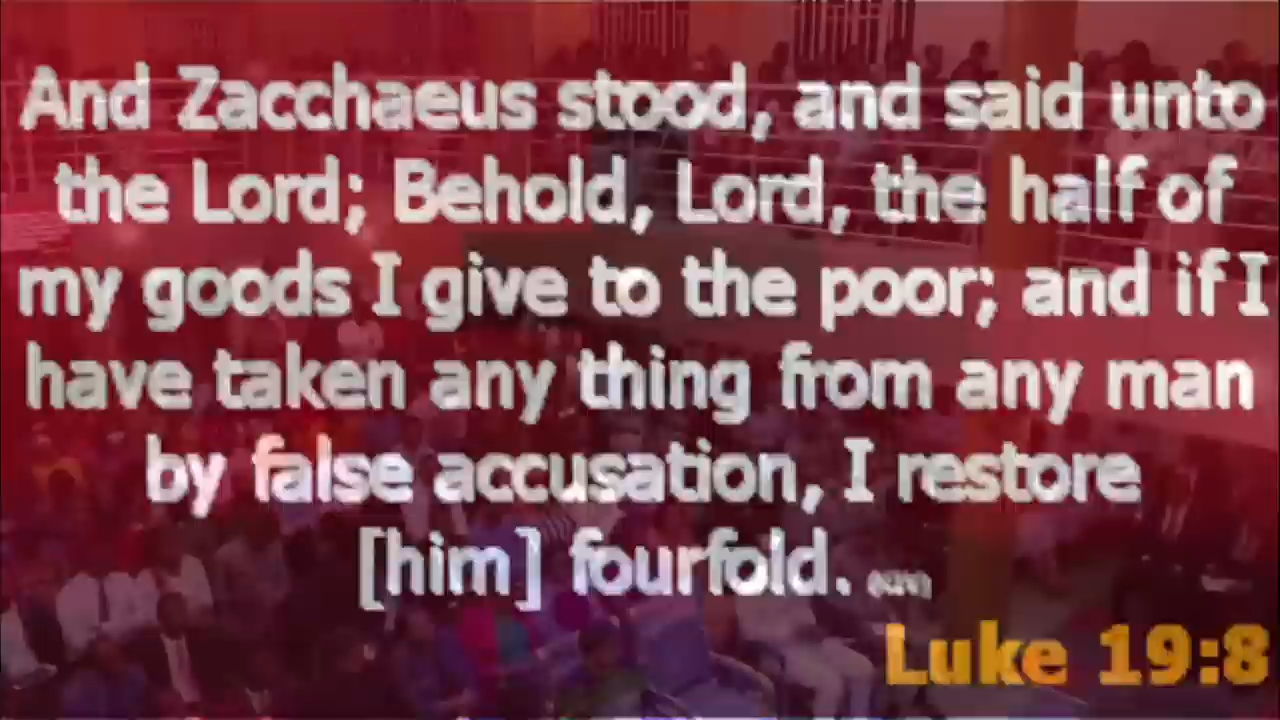 And Zacchaeus stood, and said unto
the Lord; Behold, Lord, the half of
my goods I give to the poor; and if I
have taken any thing from any man
by false accusation, I restore
[him] fourfold. (KJV)
Luke 19:8